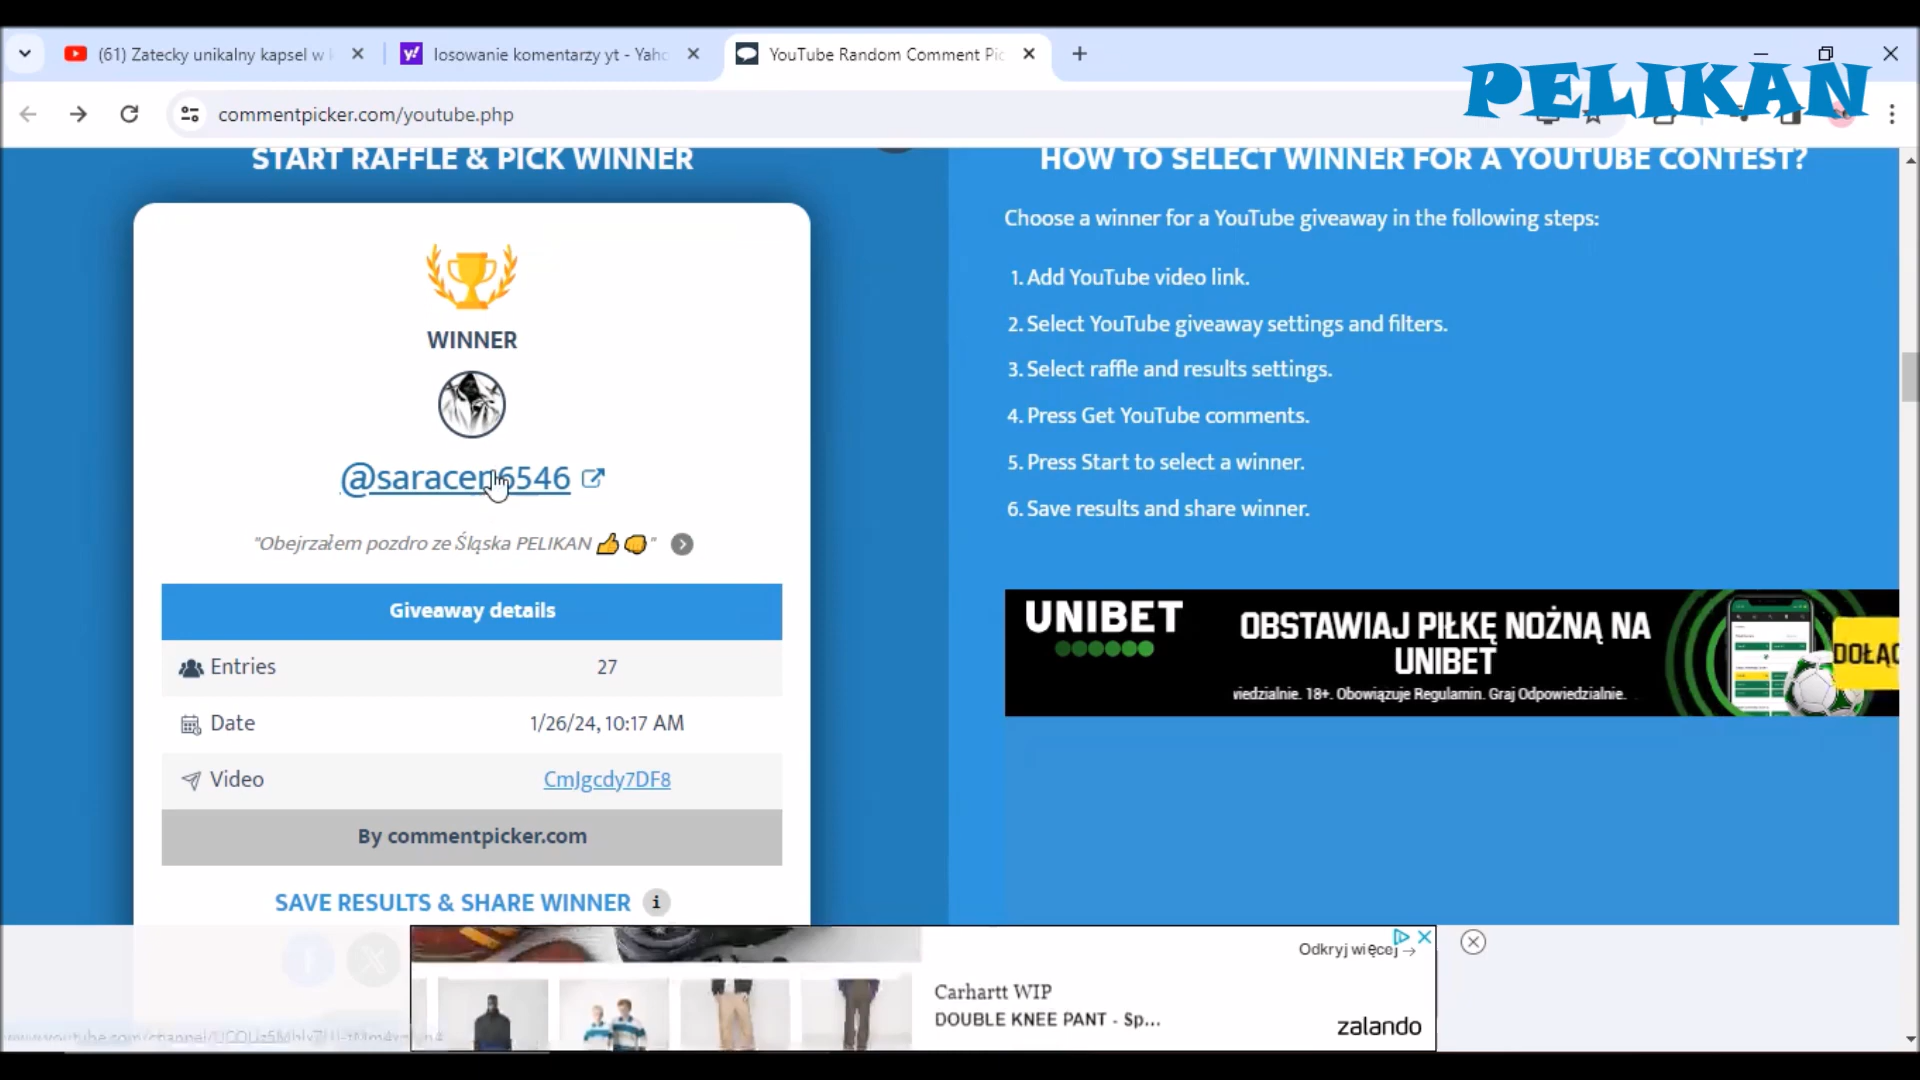 (61) Zatecky unikalny kapsel w
losowanie komentarzy yt - Yaho
YouTube Random Comment Pic
PELIKAN
commentpicker.com/youtube.php
START RAFFLE & PICK WINNER
WINNER
@saracen6546
"Obejrzałem pozdro ze Śląska PELIKAN 👍👊"
Giveaway details
Entries 27
Date 1/26/24, 10:17 AM
Video CmJgcdy7DF8
By commentpicker.com
SAVE RESULTS & SHARE WINNER i
HOW TO SELECT WINNER FOR A YOUTUBE CONTEST?
Choose a winner for a YouTube giveaway in the following steps:
1. Add YouTube video link.
2. Select YouTube giveaway settings and filters.
3. Select raffle and results settings.
4. Press Get YouTube comments.
5. Press Start to select a winner.
6. Save results and share winner.
UNIBET
OBSTAWIAJ PIŁKĘ NOŻNĄ NA
UNIBET
wiedzialnie. 18+. Obowiązuje Regulamin. Graj Odpowiedzialnie.
DOŁĄC
Odkryj więcej →
Carhartt WIP
DOUBLE KNEE PANT - Sp...
zalando